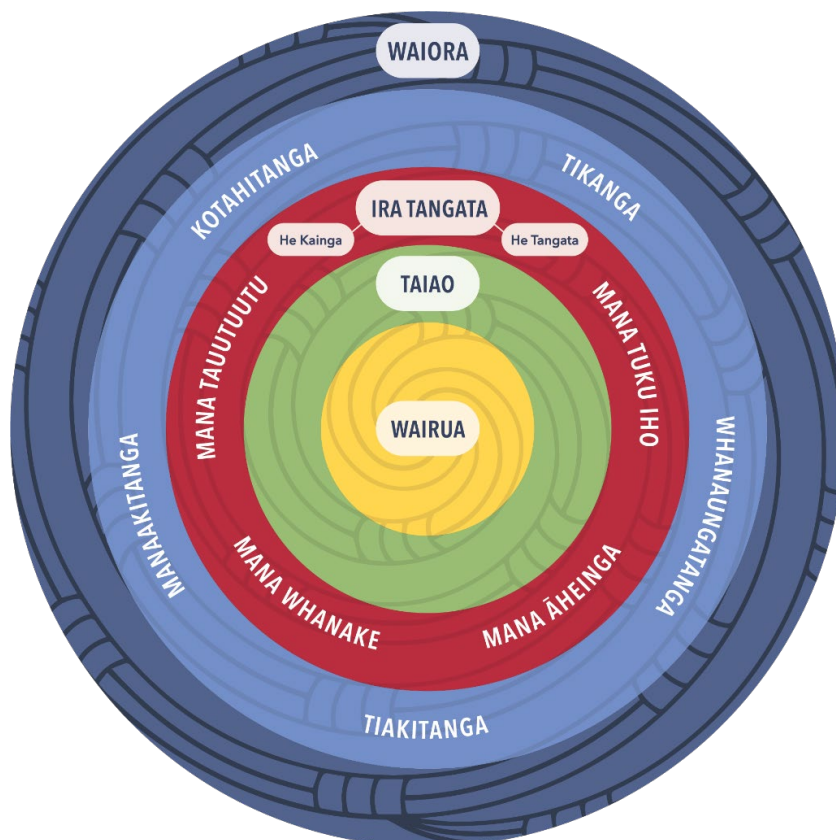 WAIORA
KOTAHITANGA
TIKANGA
IRA TANGATA
He Kainga
He Tangata
TAIAO
MANA TAUUTUUTU
MANA TUKU IHO
WAIRUA
MANAAKITANGA
WHANAUNGATANGA
MANA WHANAKE
MANA ĀHEINGA
TIAKITANGA